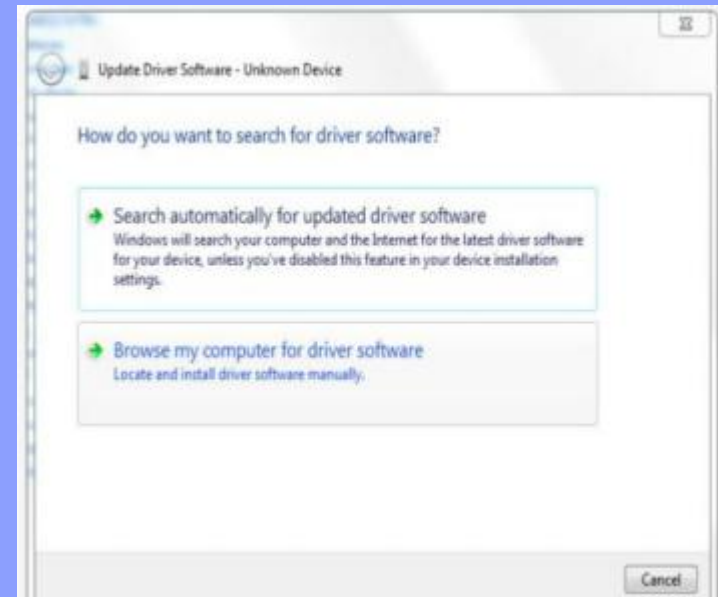 Update Driver Software - Unknown Device
How do you want to search for driver software?
Search automatically for updated driver software
Windows will search your computer and the Internet for the latest driver software
for your device, unless you've disabled this feature in your device installation
settings.
Browse my computer for driver software
Locate and install driver software manually.
Cancel